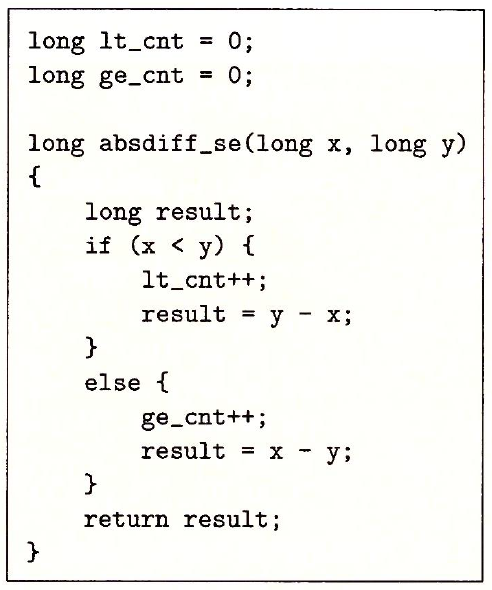 long lt_cnt = 0;
long ge_cnt = 0;

long absdiff_se(long x, long y)
{
    long result;
    if (x < y) {
        lt_cnt++;
        result = y - x;
    }
    else {
        ge_cnt++;
        result = x - y;
    }
    return result;
}